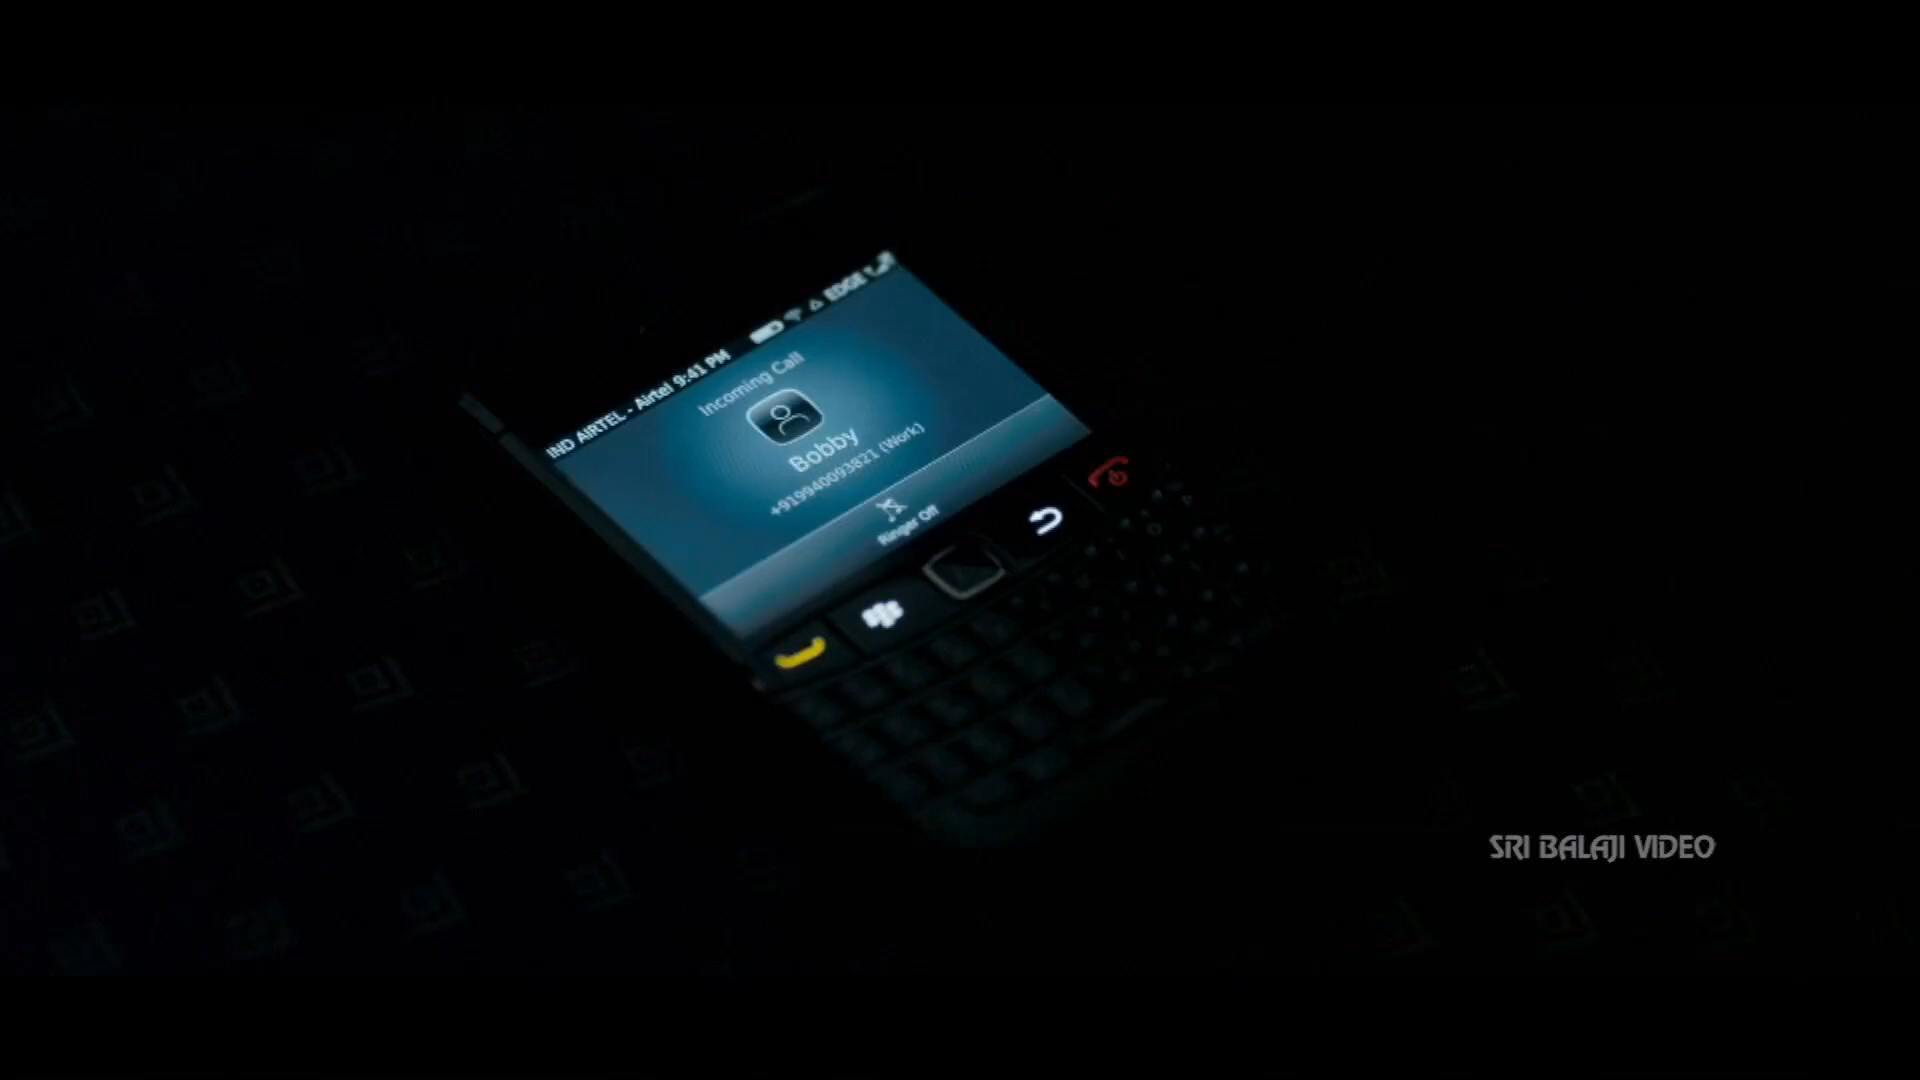 IND AIRTEL - Airtel 9:41 PM EDGE
Incoming Call
Bobby
+919940093821 (Work)
Ringer Off
SRI BALAJI VIDEO